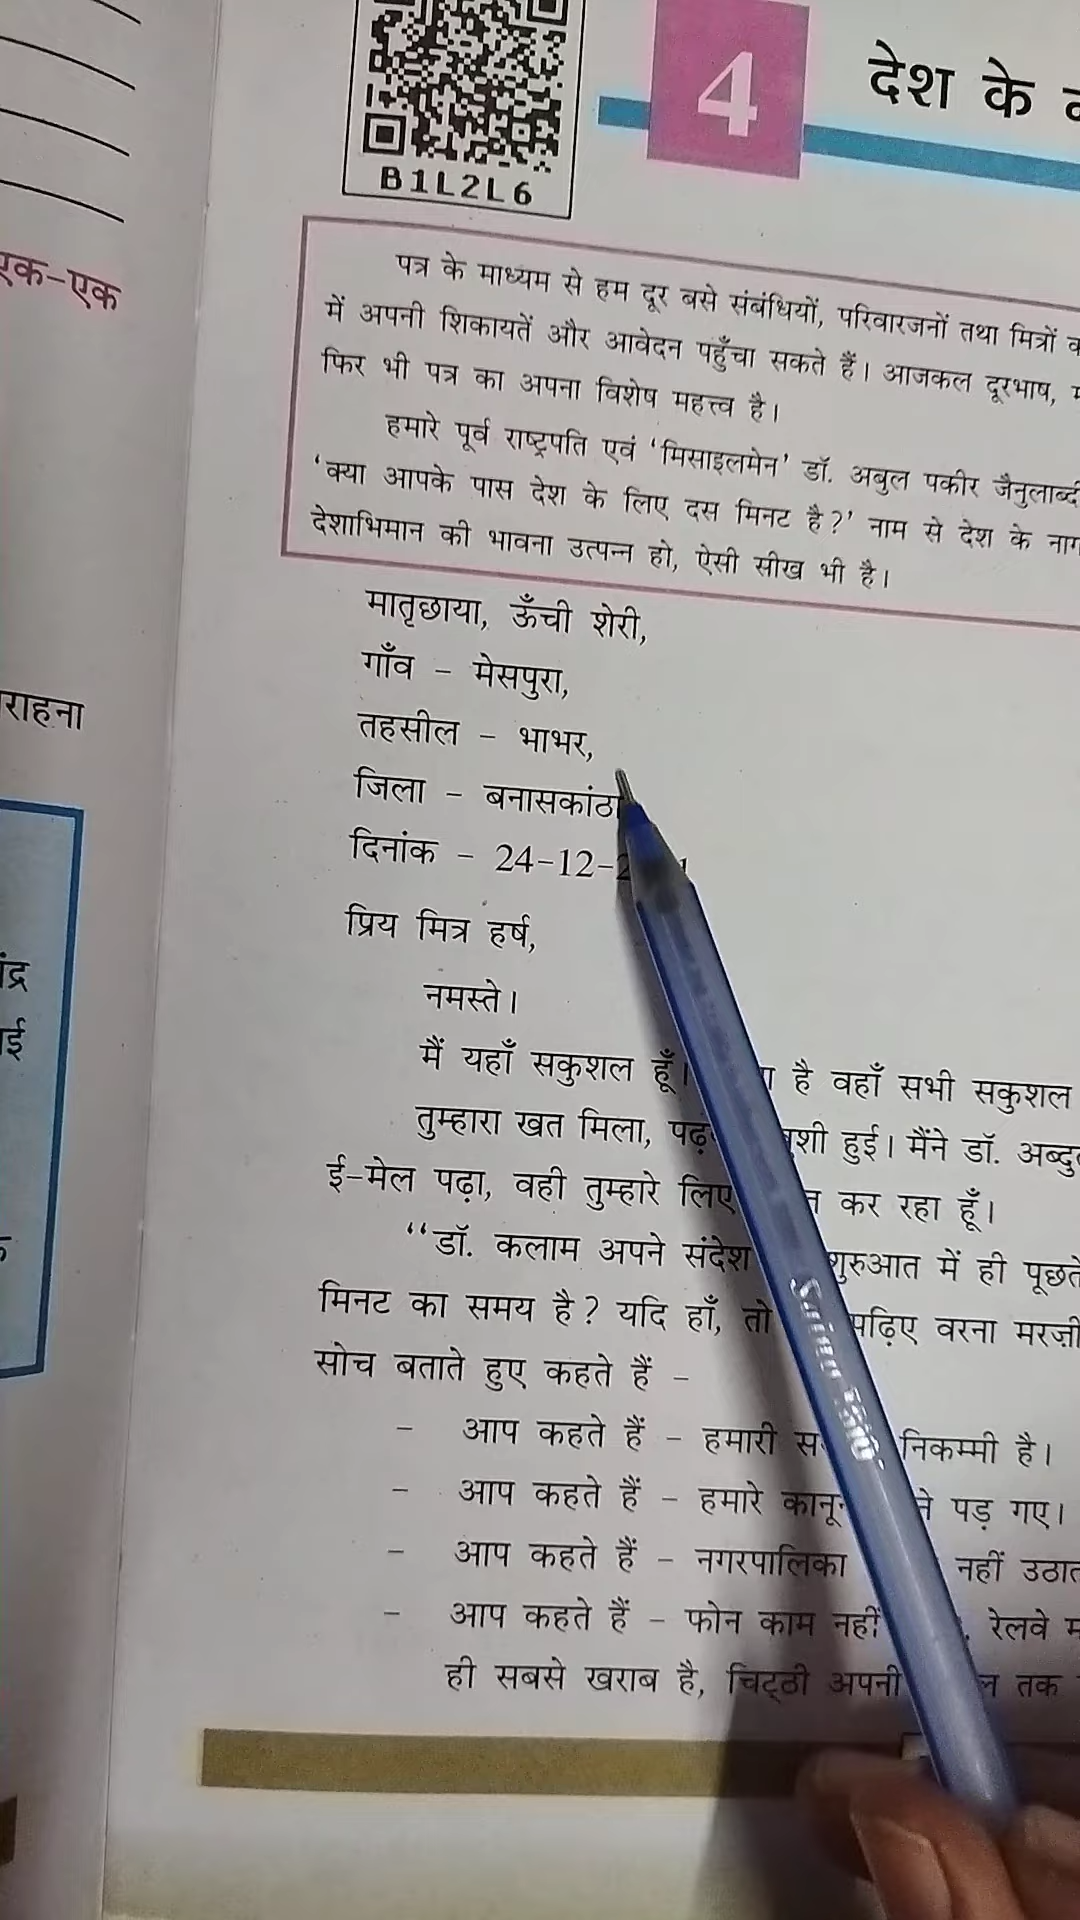 B1L2L6
4
देश के
एक-एक
पत्र के माध्यम से हम दूर बसे संबंधियों, परिवारजनों तथा मित्रों
में अपनी शिकायतें और आवेदन पहुँचा सकते हैं। आजकल दूरभाष,
फिर भी पत्र का अपना विशेष महत्त्व है।
हमारे पूर्व राष्ट्रपति एवं ‘मिसाइलमेन’ डॉ. अबुल पकीर
‘क्या आपके पास देश के लिए दस मिनट है?’ नाम से देश के
देशाभिमान की भावना उत्पन्न हो, ऐसी सीख भी है।
मातृछाया, ऊँची शेरी,
गाँव - मेसपुरा,
राहना
तहसील - भाभर,
जिला - बनासकांठा
दिनांक - 24-12-
प्रिय मित्र हर्ष,
नमस्ते।
मैं यहाँ सकुशल हूँ। है वहाँ सभी सकुशल
तुम्हारा खत मिला, हुई। मैंने डॉ.
ई-मेल पढ़ा, वही तुम्हारे लिए कर रहा हूँ।
“डॉ. कलाम अपने संदेश शुरुआत में ही पूछते
मिनट का समय है? यदि हाँ, तो पढ़िए वरना मरज़ी
सोच बताते हुए कहते हैं -
- आप कहते हैं - हमारी निकम्मी है।
- आप कहते हैं - हमारे पड़ गए।
- आप कहते हैं - नगरपालिका नहीं
- आप कहते हैं - फोन काम नहीं रेलवे
ही सबसे खराब है, चिट्ठी अपनी तक